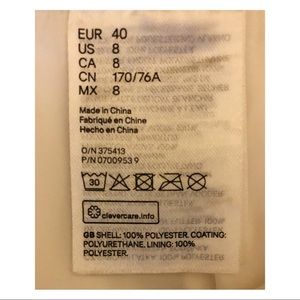 EUR 40
US 8
CA 8
CN 170/76A
MX 8
Made in China
Fabriqué en Chine
Hecho en China
O/N 375413
P/N 0700953 9
30
clevercare.info
GB SHELL: 100% POLYESTER. COATING:
POLYURETHANE. LINING: 100%
POLYESTER.